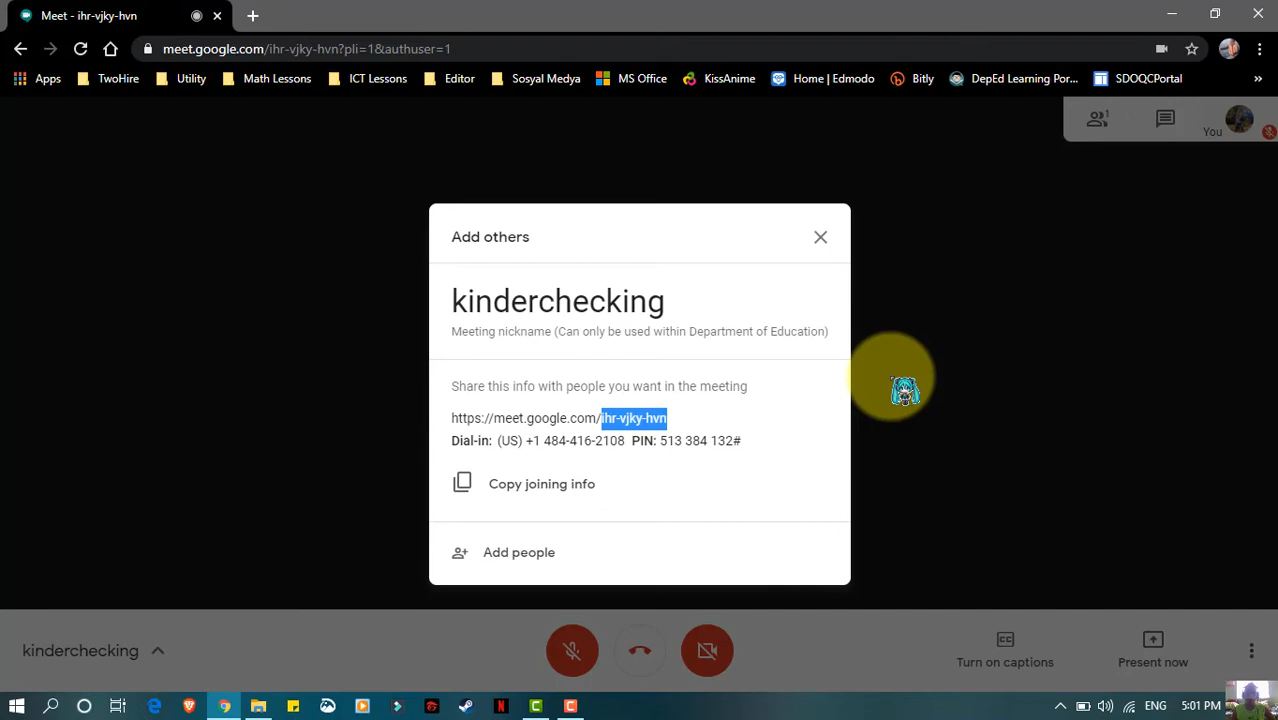 Meet - ihr-vjky-hvn
meet.google.com/ihr-vjky-hvn?pli=1&authuser=1
Apps TwoHire Utility Math Lessons ICT Lessons Editor Sosyal Medya MS Office KissAnime Home | Edmodo Bitly DepEd Learning Por... SDOQCPortal »
1
You
Add others
kinderchecking
Meeting nickname (Can only be used within Department of Education)
Share this info with people you want in the meeting
https://meet.google.com/ihr-vjky-hvn
Dial-in: (US) +1 484-416-2108 PIN: 513 384 132#
Copy joining info
Add people
kinderchecking
Turn on captions
Present now
ENG 5:01 PM